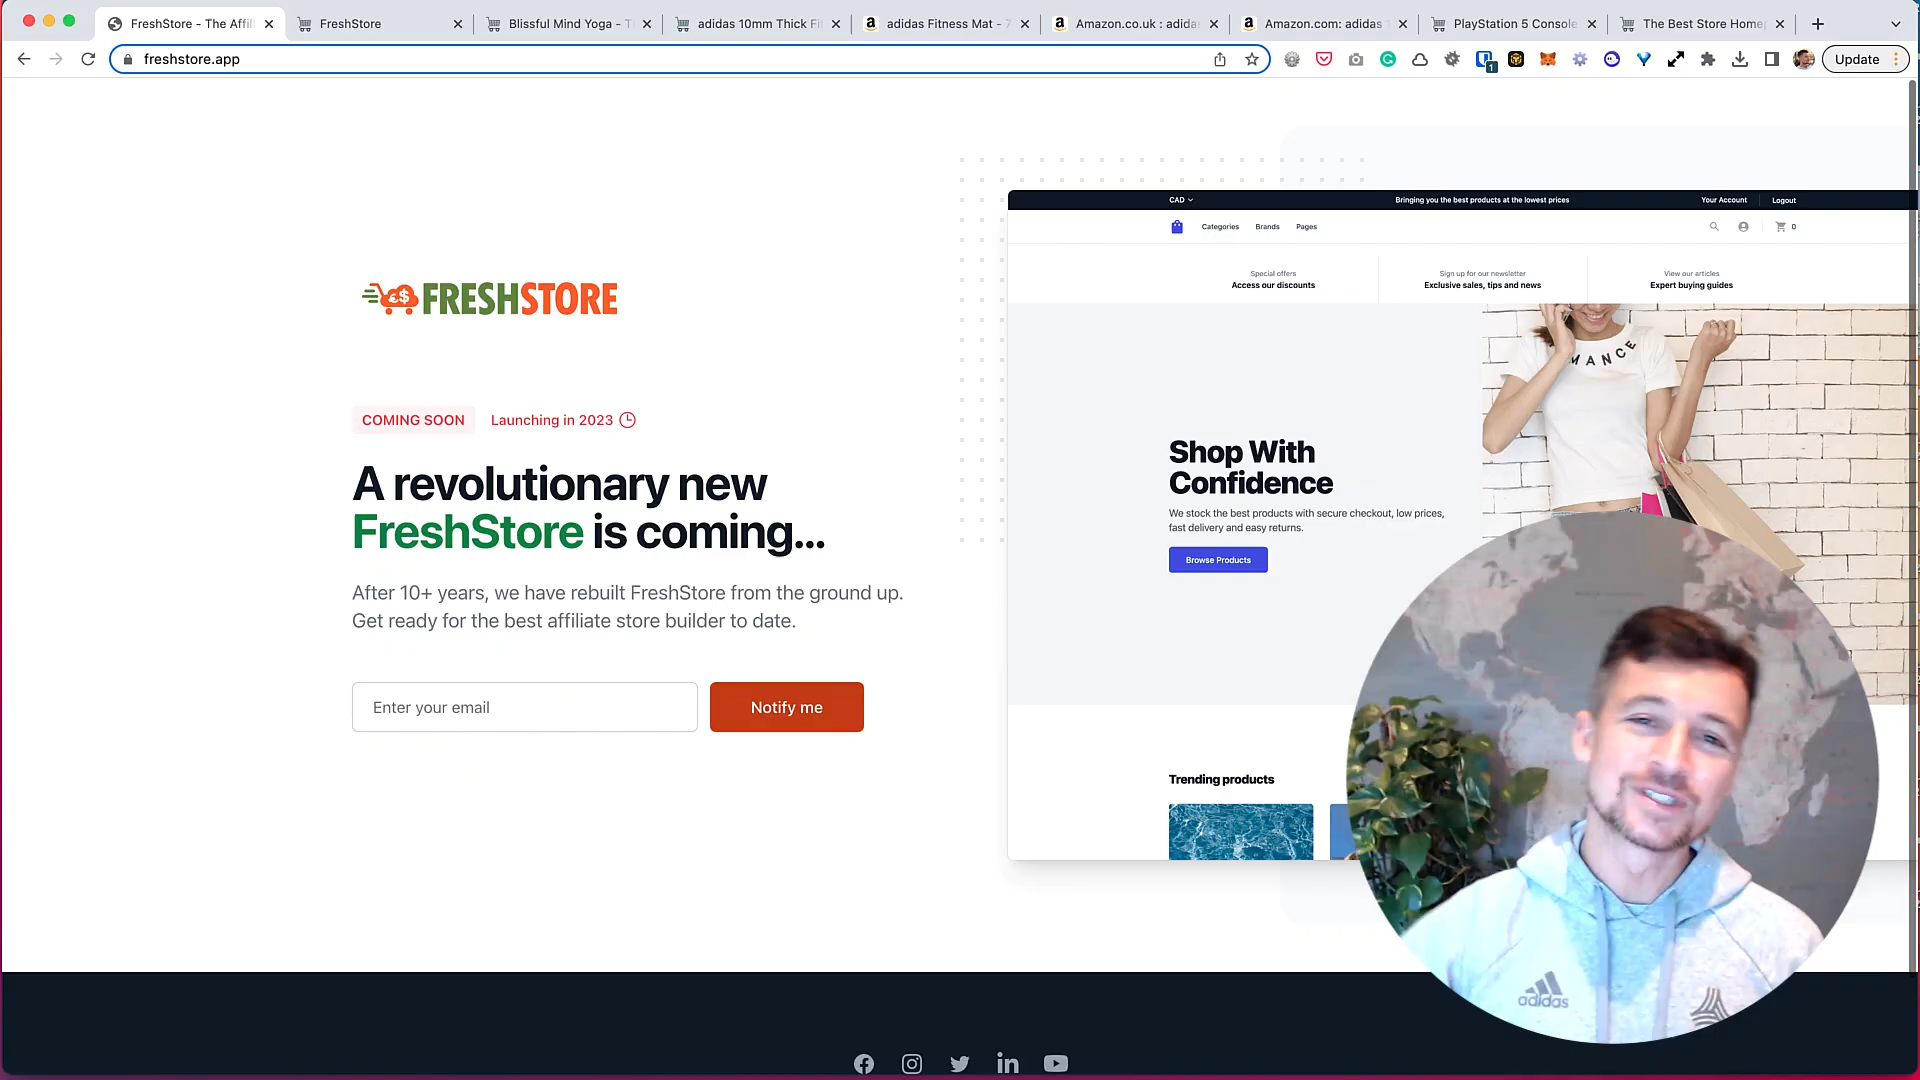 FreshStore - The Affili
FreshStore
Blissful Mind Yoga - T
adidas 10mm Thick Fi
adidas Fitness Mat - 7
Amazon.co.uk : adida
Amazon.com: adidas 1
PlayStation 5 Console
The Best Store Home
freshstore.app
1
Update
CAD
Bringing you the best products at the lowest prices
Your Account
Logout
Categories
Brands
Pages
0
Special offers
Access our discounts
Sign up for our newsletter
Exclusive sales, tips and news
View our articles
Expert buying guides
€$ FRESHSTORE
MANCE
COMING SOON
Launching in 2023
A revolutionary new
FreshStore is coming...
After 10+ years, we have rebuilt FreshStore from the ground up.
Get ready for the best affiliate store builder to date.
Enter your email
Notify me
Shop With
Confidence
We stock the best products with secure checkout, low prices,
fast delivery and easy returns.
Browse Products
Trending products
adidas